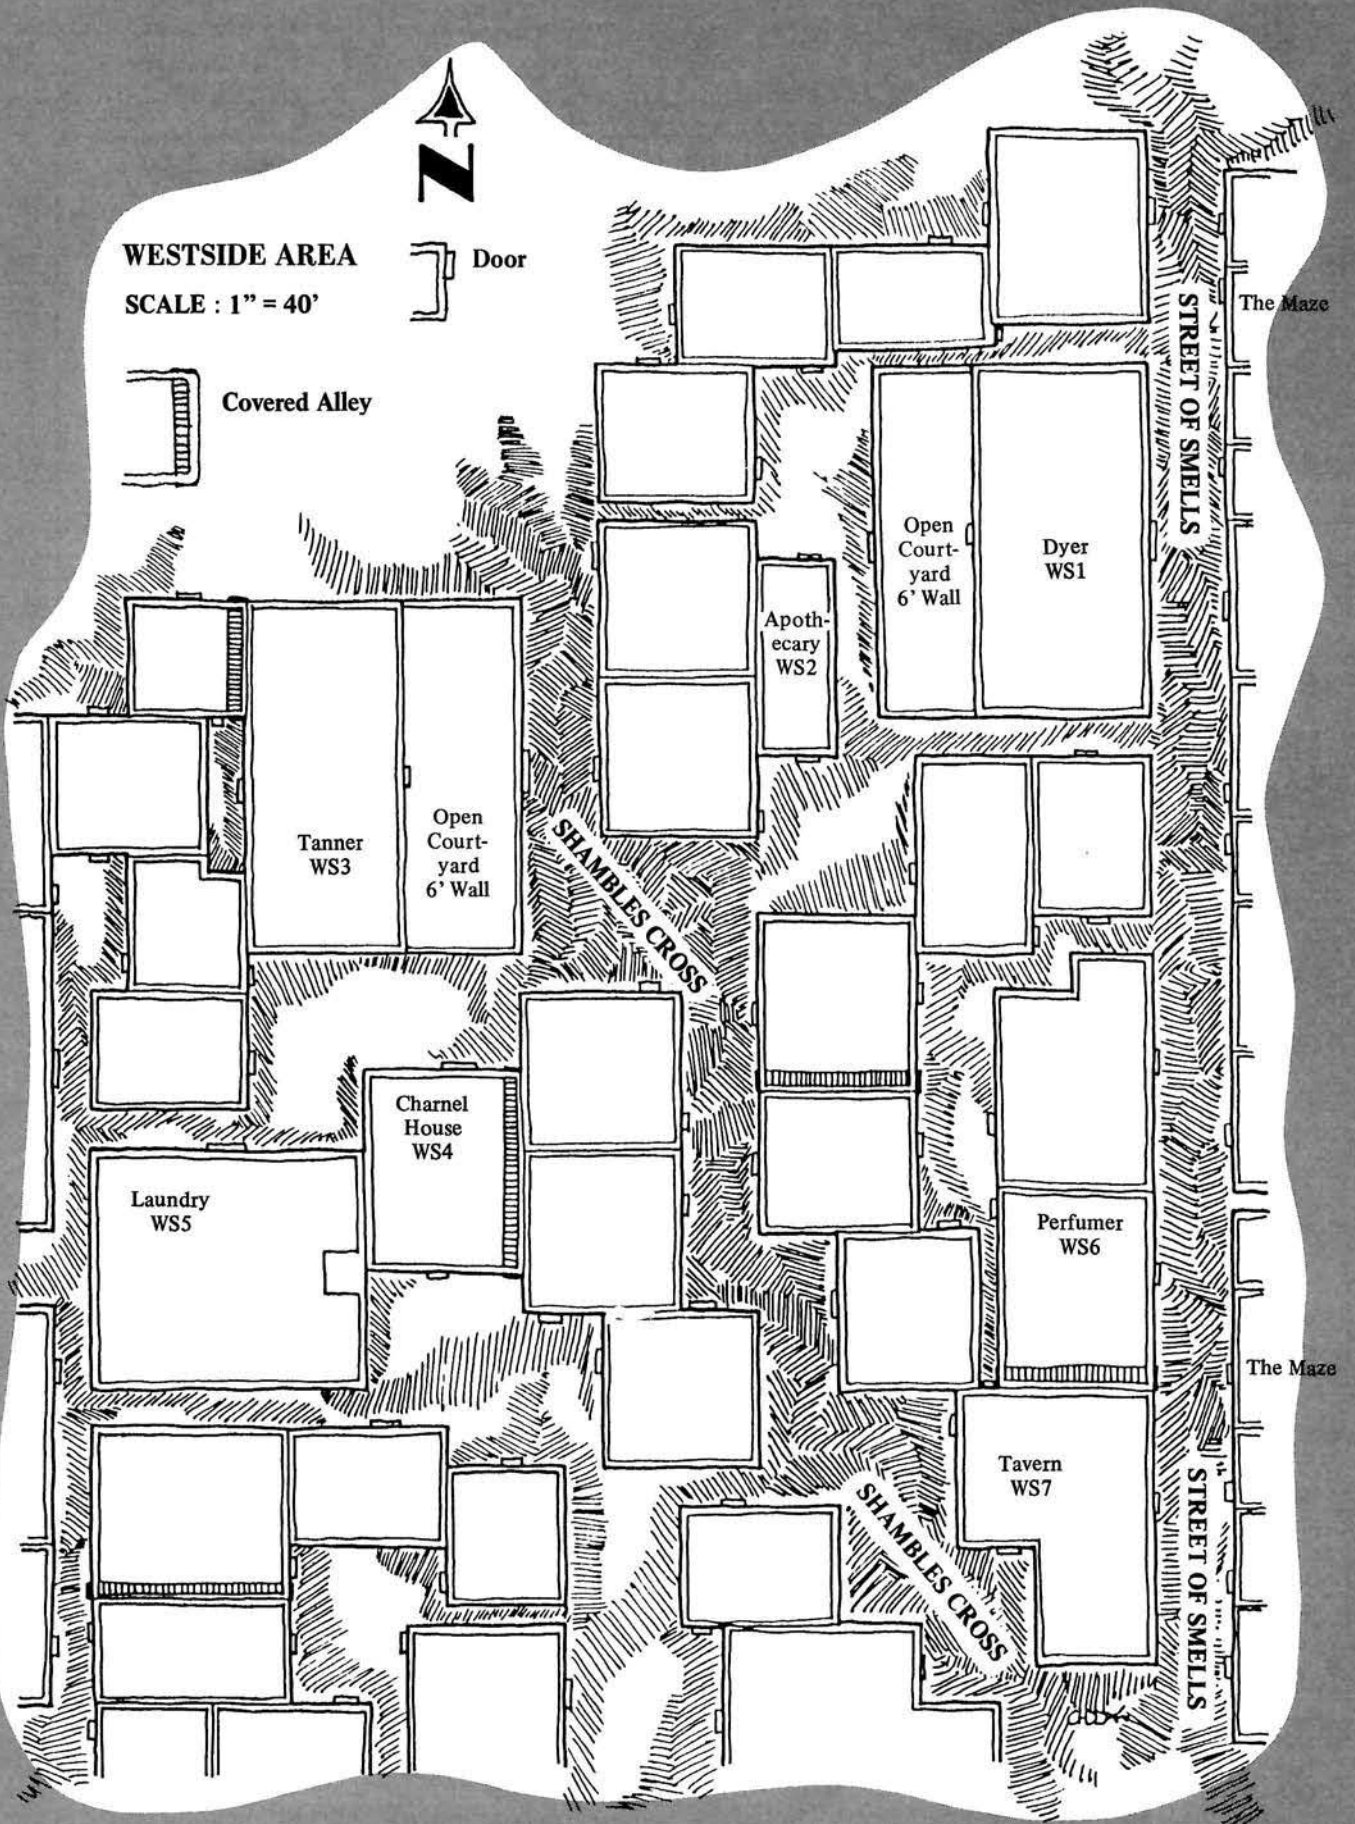 N
WESTSIDE AREA
SCALE : 1” = 40’
Door
Covered Alley
The Maze
STREET OF SMELLS
Open
Court-
yard
6’ Wall
Dyer
WS1
Apoth-
ecary
WS2
Tanner
WS3
Open
Court-
yard
6’ Wall
SHAMBLES CROSS
Charnel
House
WS4
Laundry
WS5
Perfumer
WS6
The Maze
Tavern
WS7
SHAMBLES CROSS
STREET OF SMELLS